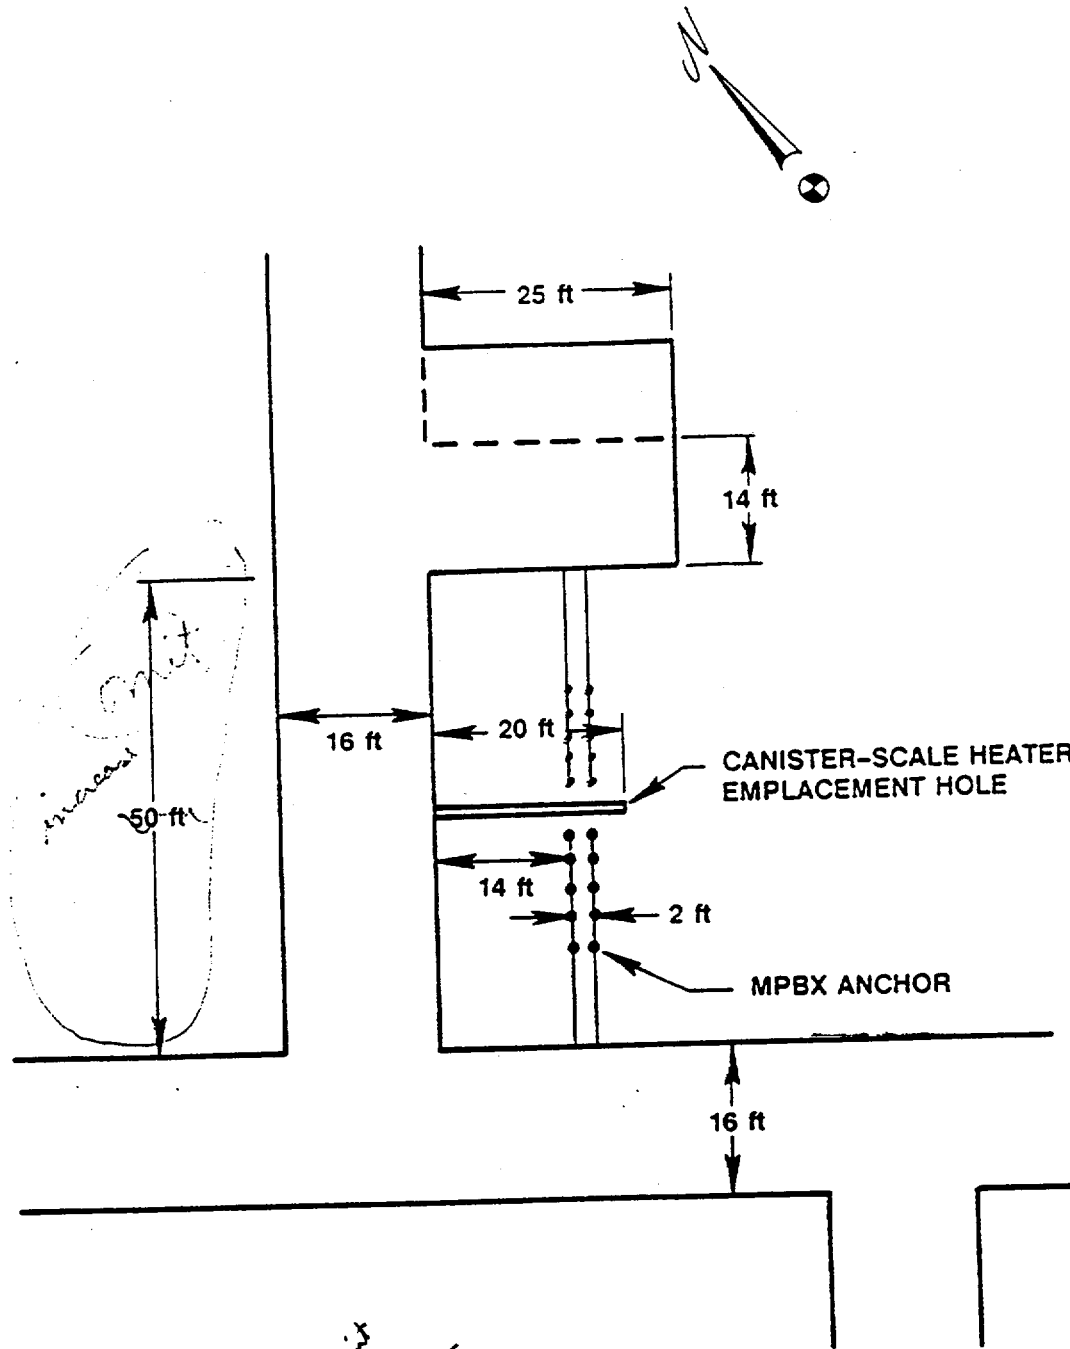 N
25 ft
14 ft
omit
16 ft
20 ft
CANISTER-SCALE HEATER
EMPLACEMENT HOLE
50 ft
14 ft
2 ft
MPBX ANCHOR
16 ft